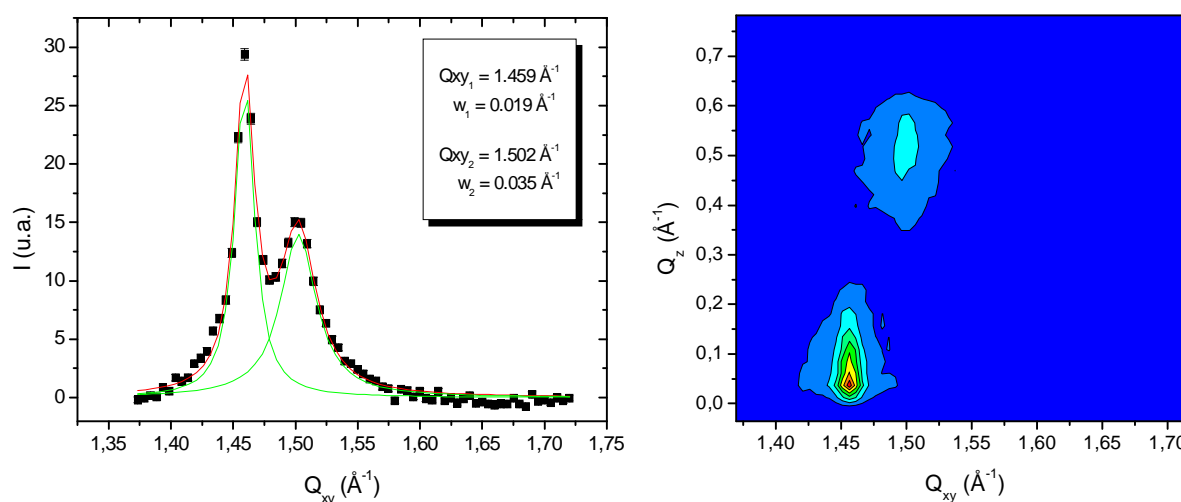 30
25
20
15
10
5
0
I (u.a.)
1,35 1,40 1,45 1,50 1,55 1,60 1,65 1,70 1,75
Q_xy (Å⁻¹)
Qxy₁ = 1.459 Å⁻¹
w₁ = 0.019 Å⁻¹
Qxy₂ = 1.502 Å⁻¹
w₂ = 0.035 Å⁻¹
0,7
0,6
0,5
0,4
0,3
0,2
0,1
0,0
Q_z (Å⁻¹)
1,40 1,45 1,50 1,55 1,60 1,65 1,70
Q_xy (Å⁻¹)